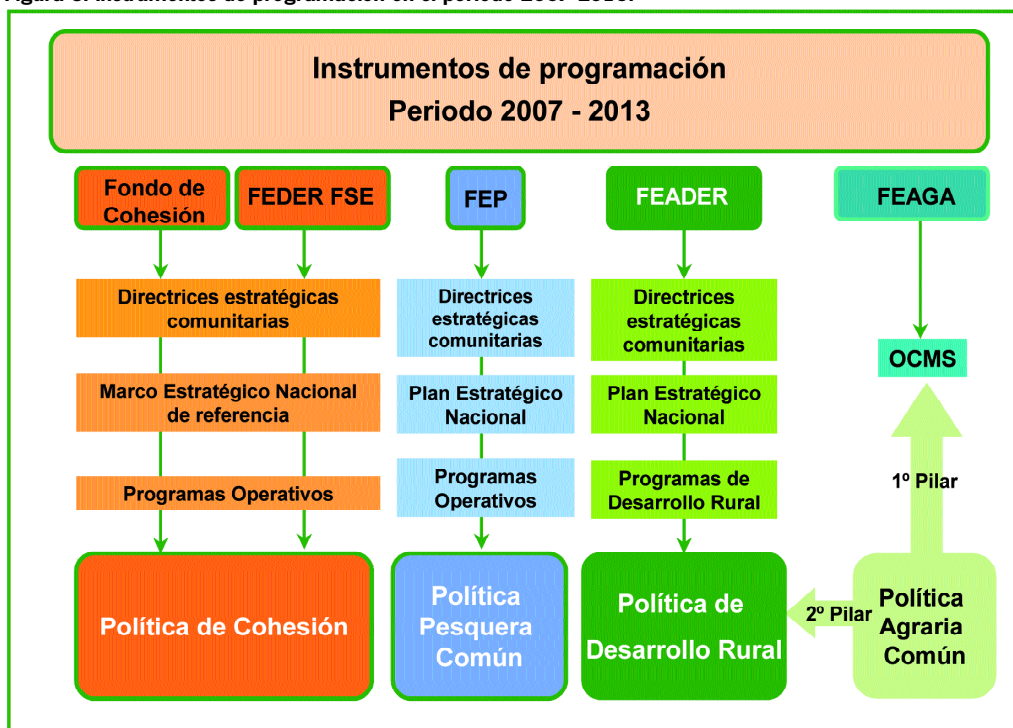 Instrumentos de programación
Periodo 2007 - 2013
Fondo de
Cohesión
FEDER FSE
FEP
FEADER
FEAGA
Directrices estratégicas
comunitarias
Directrices
estratégicas
comunitarias
Directrices
estratégicas
comunitarias
OCMS
Marco Estratégico Nacional
de referencia
Plan Estratégico
Nacional
Plan Estratégico
Nacional
Programas Operativos
Programas
Operativos
Programas de
Desarrollo Rural
1º Pilar
Política de Cohesión
Política
Pesquera
Común
Política de
Desarrollo Rural
2º Pilar
Política
Agraria
Común